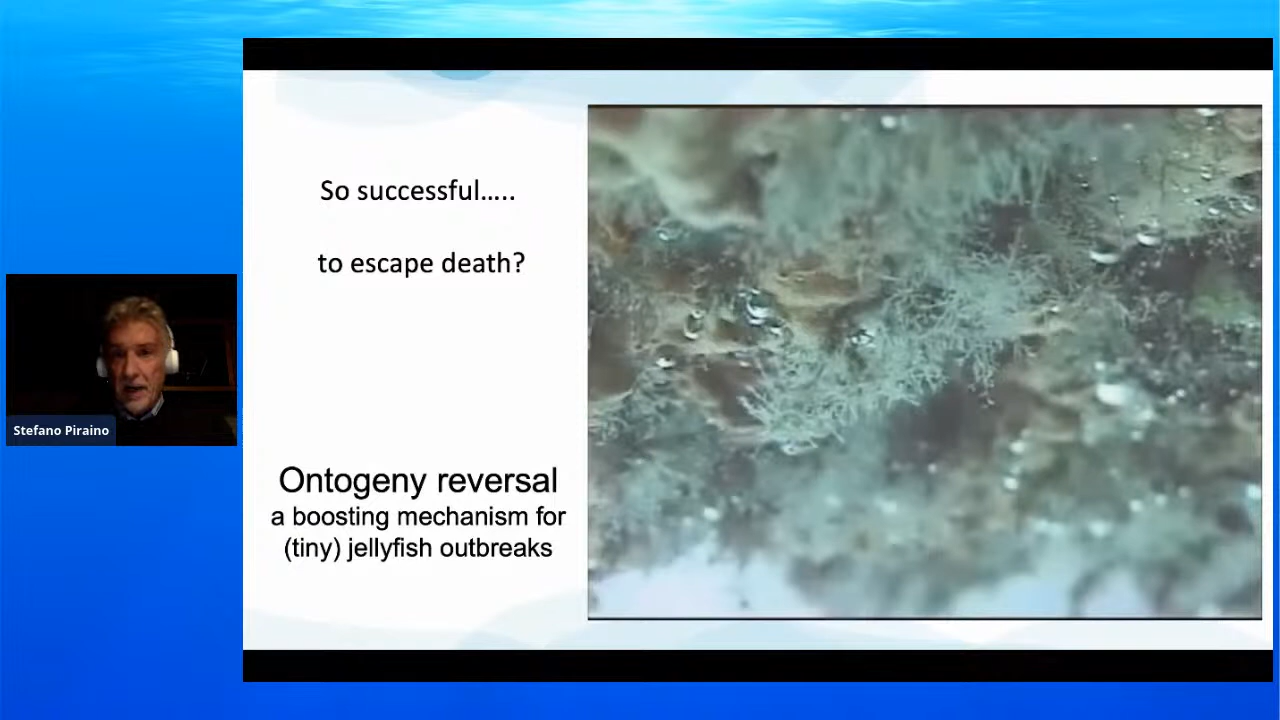 So successful…..
to escape death?
Stefano Piraino
Ontogeny reversal
a boosting mechanism for
(tiny) jellyfish outbreaks